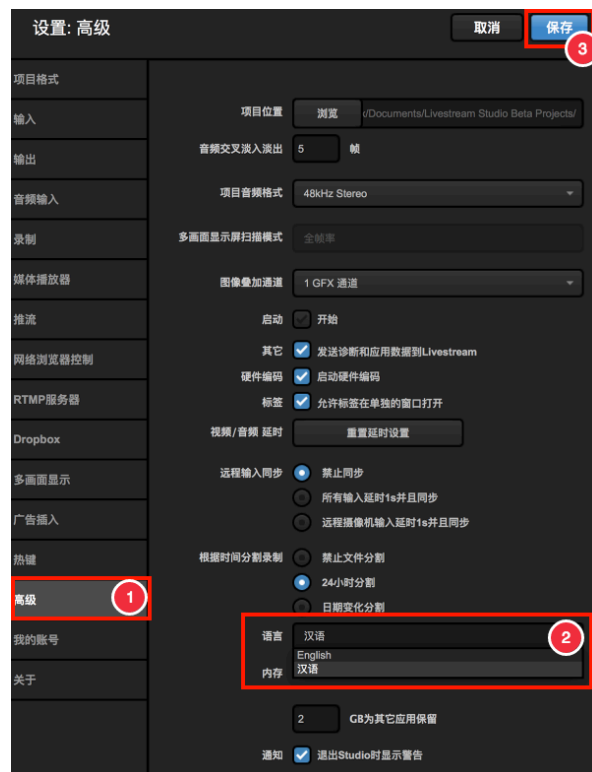 设置: 高级
取消
保存
3
项目格式
输入
输出
音频输入
录制
媒体播放器
推流
网络浏览器控制
RTMP服务器
Dropbox
多画面显示
广告插入
热键
高级
1
我的账号
关于
项目位置 浏览 /Documents/Livestream Studio Beta Projects/
音频交叉淡入淡出 5 帧
项目音频格式 48kHz Stereo
多画面显示屏扫描模式 全帧率
图像叠加通道 1 GFX 通道
启动 开始
其它 发送诊断和应用数据到Livestream
硬件编码 启动硬件编码
标签 允许标签在单独的窗口打开
视频/音频 延时 重置延时设置
远程输入同步 禁止同步
所有输入延时1s并且同步
远程摄像机输入延时1s并且同步
根据时间分割录制 禁止文件分割
24小时分割
日期变化分割
语言 汉语
2
English
内存 汉语
2 GB为其它应用保留
通知 退出Studio时显示警告